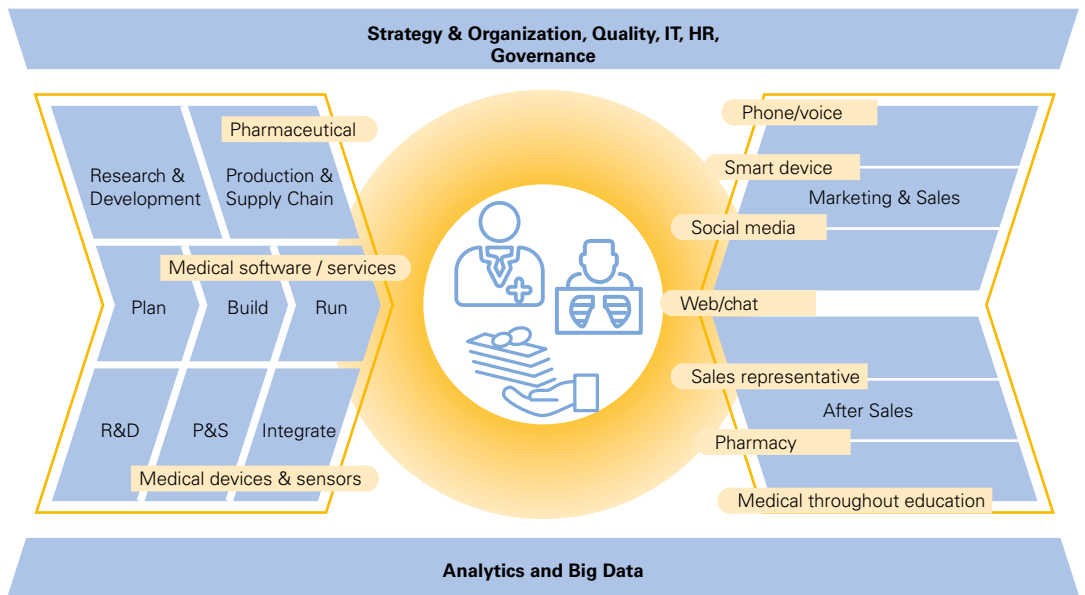 Strategy & Organization, Quality, IT, HR,
Governance
Pharmaceutical
Research &
Development
Production &
Supply Chain
Medical software / services
Plan
Build
Run
R&D
P&S
Integrate
Medical devices & sensors
Phone/voice
Smart device
Marketing & Sales
Social media
Web/chat
Sales representative
After Sales
Pharmacy
Medical throughout education
Analytics and Big Data